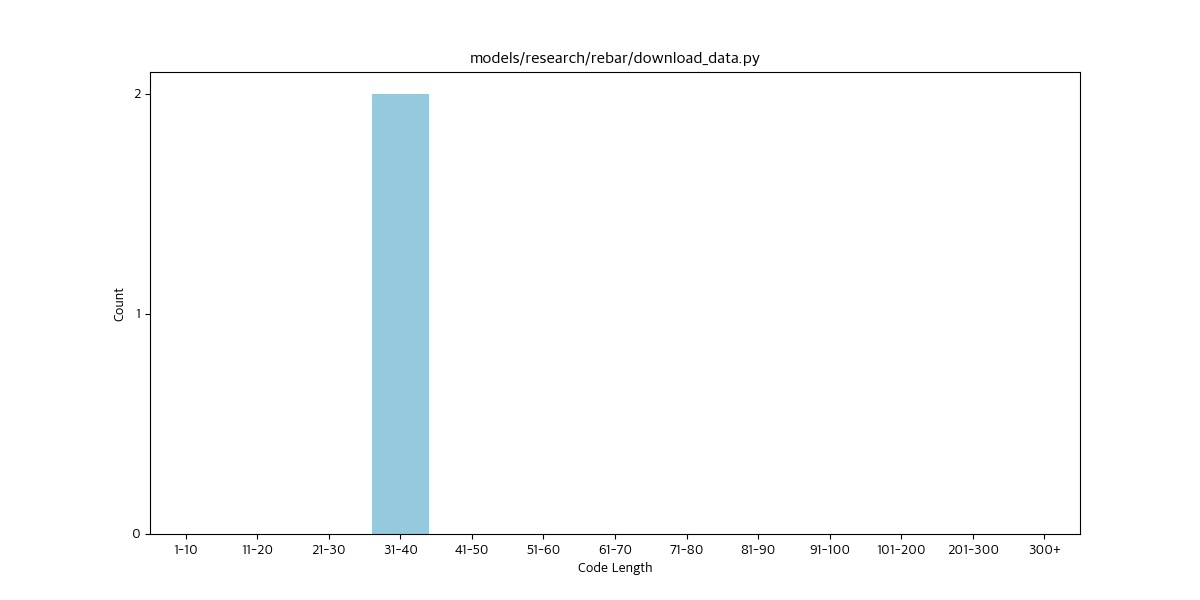 models/research/rebar/download_data.py
2
1
0
Count
1-10 11-20 21-30 31-40 41-50 51-60 61-70 71-80 81-90 91-100 101-200 201-300 300+
Code Length